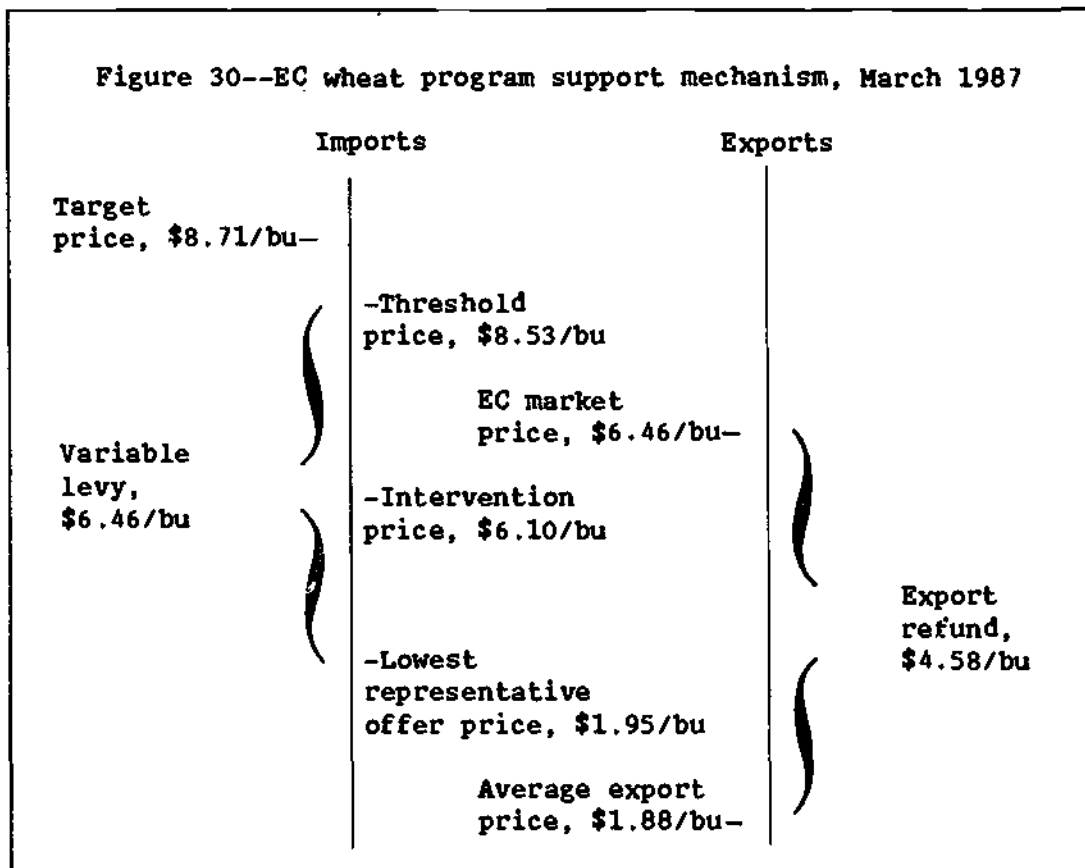 Figure 30--EC wheat program support mechanism, March 1987
Imports
Exports
Target
price, $8.71/bu—
-Threshold
price, $8.53/bu
EC market
price, $6.46/bu—
Variable
levy,
$6.46/bu
-Intervention
price, $6.10/bu
Export
refund,
$4.58/bu
-Lowest
representative
offer price, $1.95/bu
Average export
price, $1.88/bu—